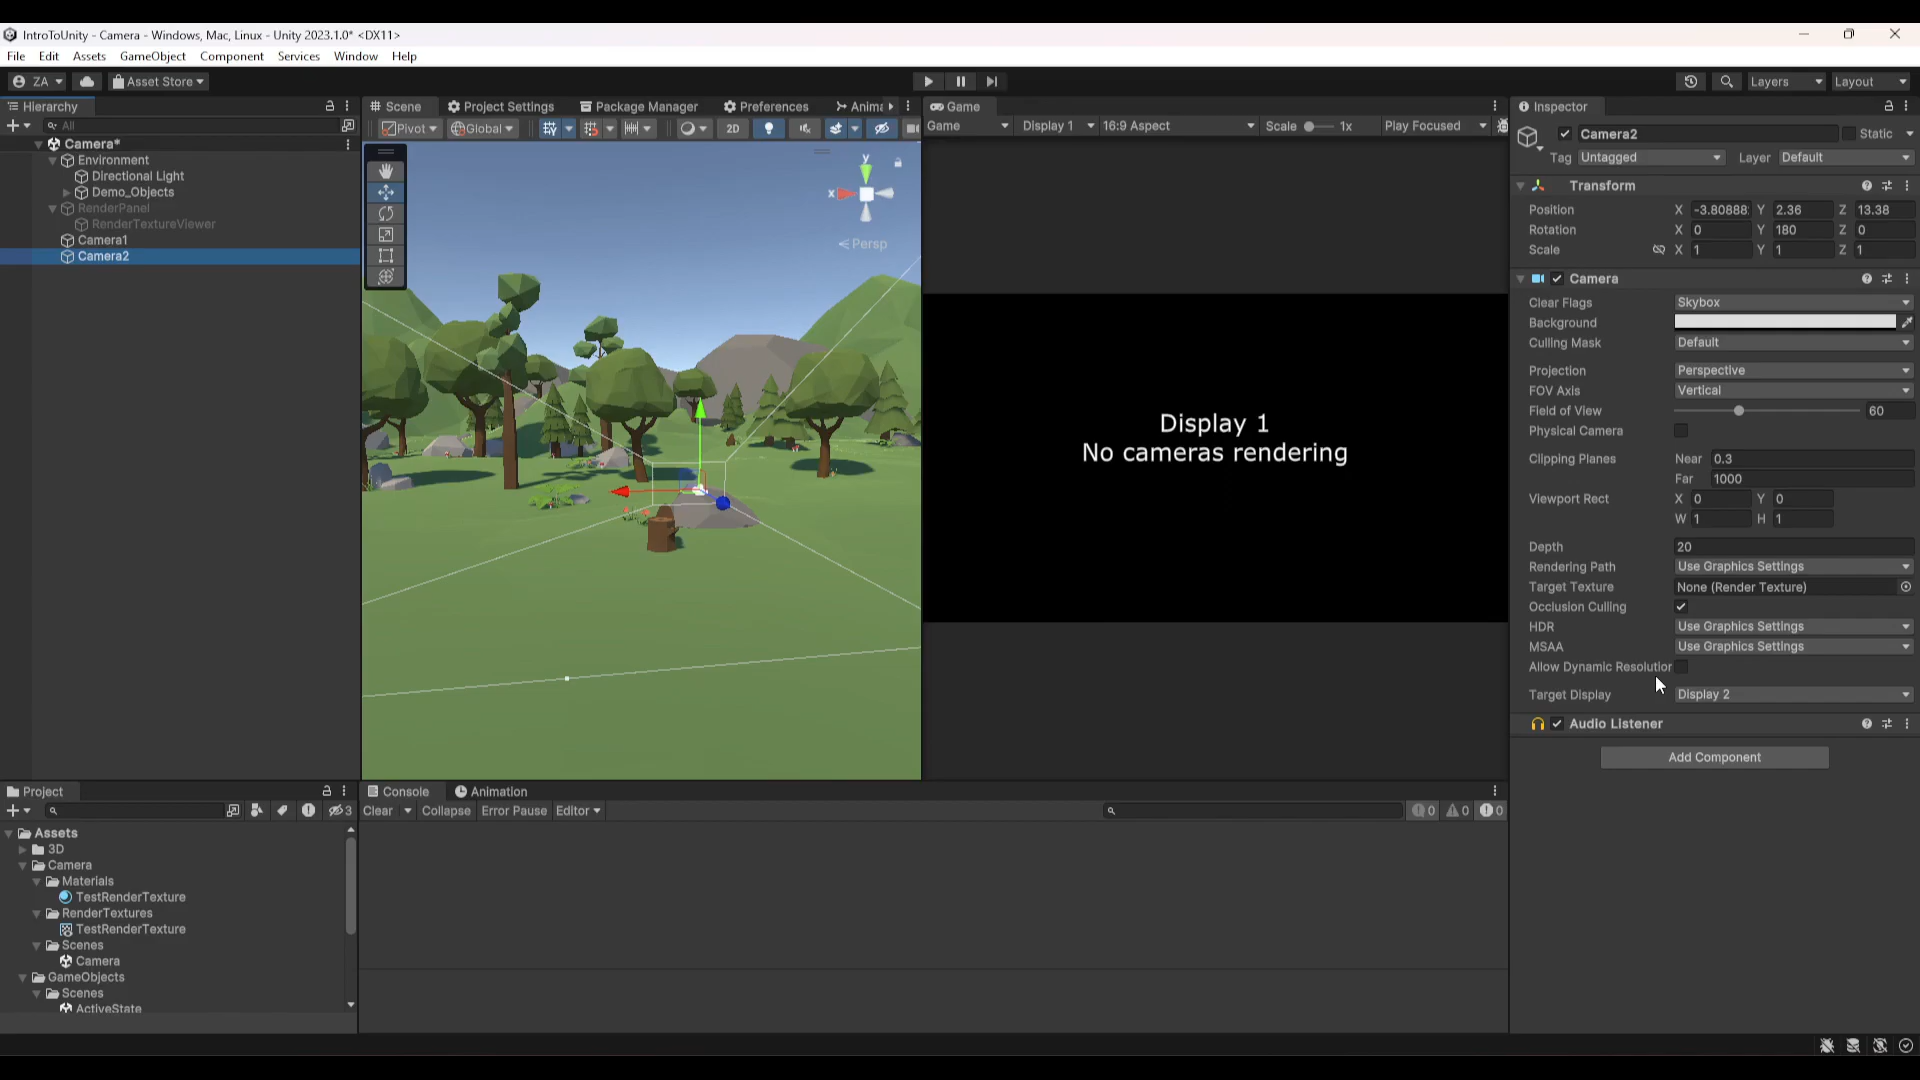 IntroToUnity - Camera - Windows, Mac, Linux - Unity 2023.1.0* <DX11>
File Edit Assets GameObject Component Services Window Help
ZA Asset Store Layers Layout
Hierarchy
All
Camera*
Environment
Directional Light
Demo_Objects
RenderPanel
RenderTextureViewer
Camera1
Camera2
Scene Project Settings Package Manager Preferences Anima
Pivot Global 2D
y
x
Persp
Game
Game Display 1 16:9 Aspect Scale 1x Play Focused
Display 1
No cameras rendering
Inspector
Camera2 Static
Tag Untagged Layer Default
Transform
Position X -3.80888: Y 2.36 Z 13.38
Rotation X 0 Y 180 Z 0
Scale X 1 Y 1 Z 1
Camera
Clear Flags Skybox
Background
Culling Mask Default
Projection Perspective
FOV Axis Vertical
Field of View 60
Physical Camera
Clipping Planes Near 0.3
Far 1000
Viewport Rect X 0 Y 0
W 1 H 1
Depth 20
Rendering Path Use Graphics Settings
Target Texture None (Render Texture)
Occlusion Culling
HDR Use Graphics Settings
MSAA Use Graphics Settings
Allow Dynamic Resolution
Target Display Display 2
Audio Listener
Add Component
Project
3
Assets
3D
Camera
Materials
TestRenderTexture
RenderTextures
TestRenderTexture
Scenes
Camera
GameObjects
Scenes
ActiveState
Console Animation
Clear Collapse Error Pause Editor 0 0 0